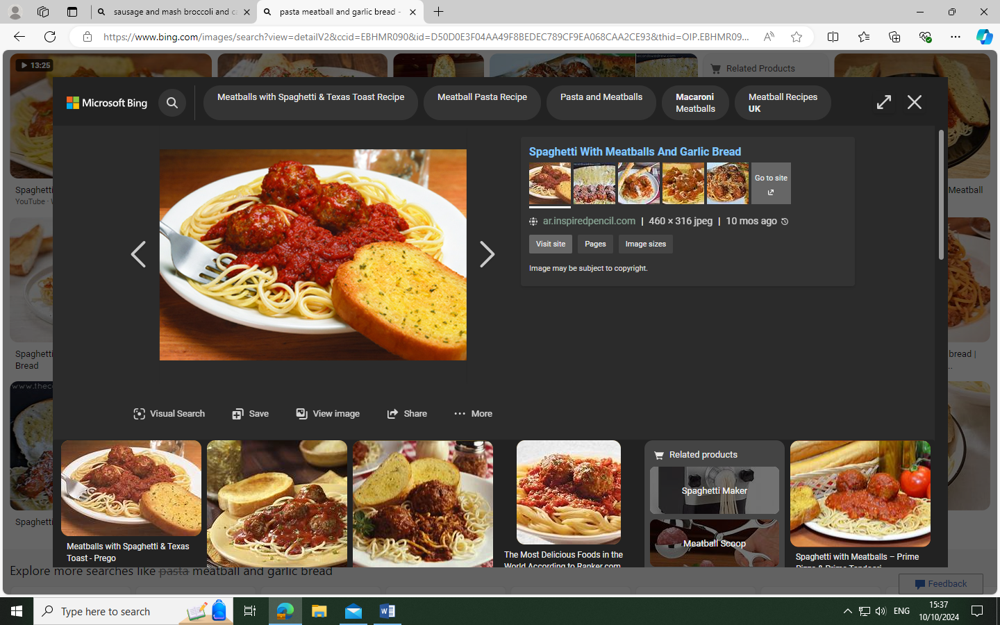 sausage and mash broccoli and ca
pasta meatball and garlic bread -
https://www.bing.com/images/search?view=detailV2&ccid=EBHMR090&id=D50D0E3F04AA49F8BEDEC789CF9EA068CAA2CE93&thid=OIP.EBHMR09...
13:25
Related Products
Microsoft Bing
Meatballs with Spaghetti & Texas Toast Recipe
Meatball Pasta Recipe
Pasta and Meatballs
Macaroni
Meatballs
Meatball Recipes
UK
Spaghetti With Meatballs And Garlic Bread
Go to site
ar.inspiredpencil.com | 460 × 316 jpeg | 10 mos ago
Visit site
Pages
Image sizes
Image may be subject to copyright.
Spaghetti
YouTube ·
Meatball
Spaghetti
Bread
bread |
...
www.thec
Spaghetti
Visual Search
Save
View image
Share
More
Meatballs with Spaghetti & Texas
Toast - Prego
The Most Delicious Foods in the
World According to Ranker.com
Related products
Spaghetti Maker
Meatball Scoop
Spaghetti with Meatballs – Prime
Pizza & Prime Tandoori
Explore more searches like pasta meatball and garlic bread
Feedback
Type here to search
ENG
15:37
10/10/2024